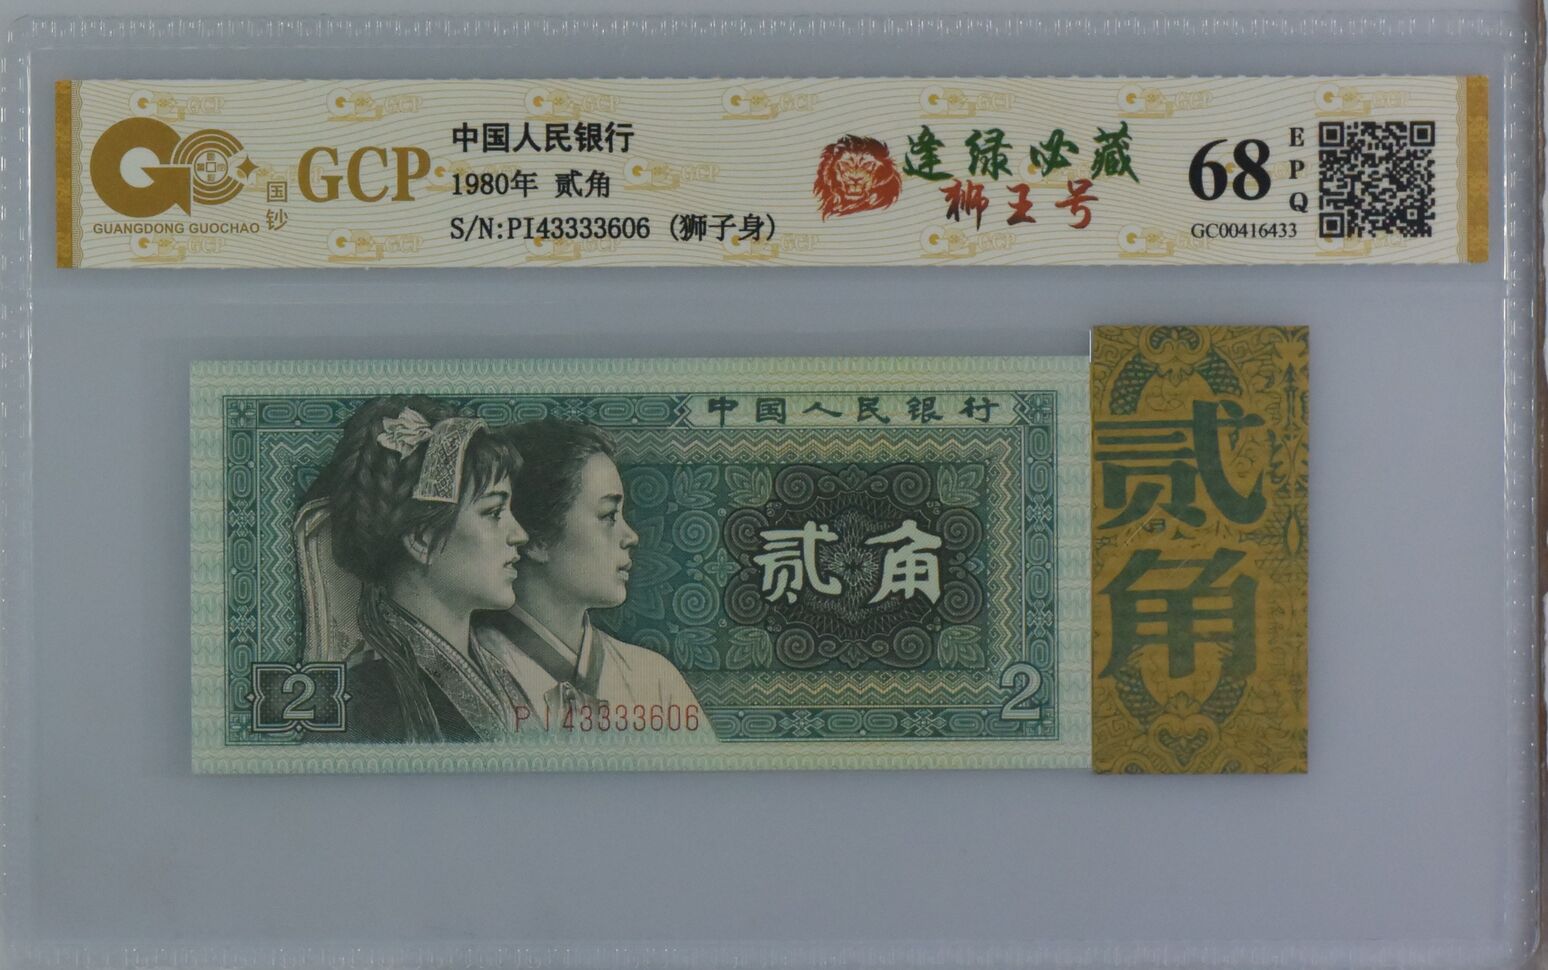 GCP
GUANGDONG GUOCHAO
国钞
中国人民银行
1980年 贰角
S/N:PI43333606 (狮子身)
逢绿必藏
狮王号
68
EPQ
GC00416433
中国人民银行
贰角
2
2
PI43333606
贰角